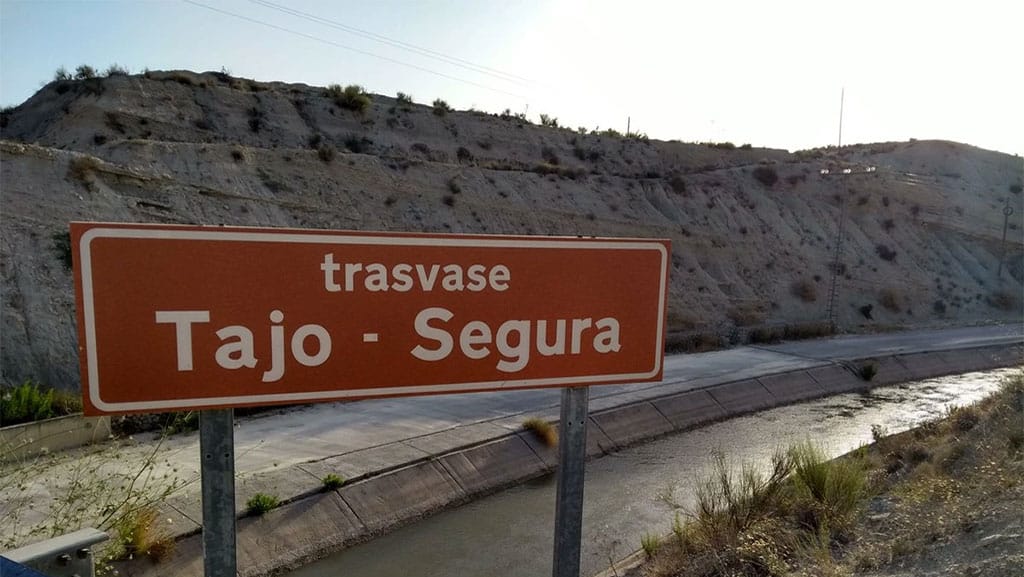 trasvase
Tajo - Segura